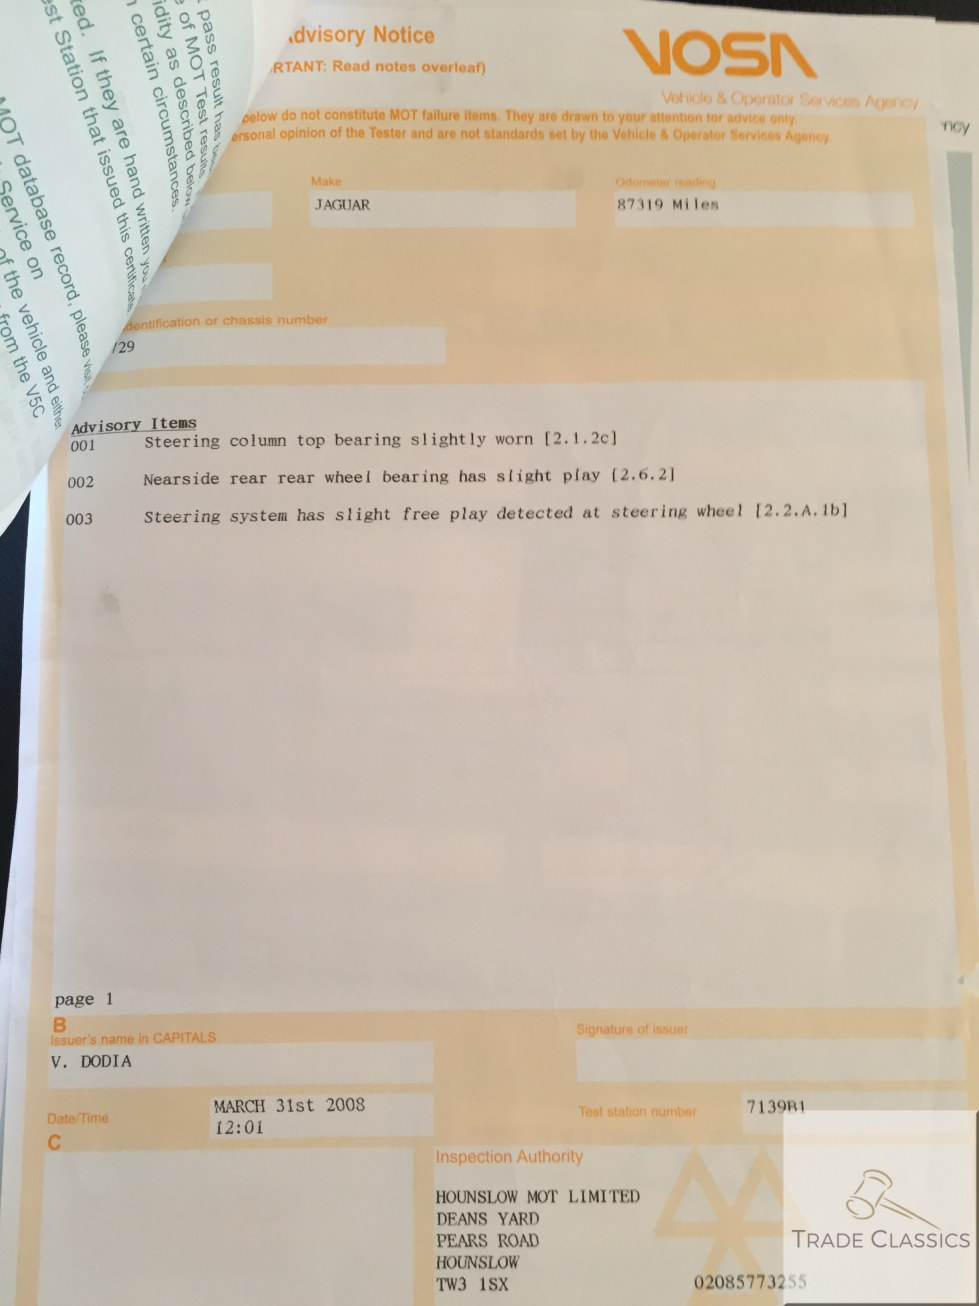 dvisory Notice
RTANT: Read notes overleaf)
VOSA
Vehicle & Operator Services Agency
below do not constitute MOT failure items. They are drawn to your attention for advice only.
ersonal opinion of the Tester and are not standards set by the Vehicle & Operator Services Agency.
ncy
Make
JAGUAR
Odometer reading
87319 Miles
dentification or chassis number
/29
pass result has
of MOT Test results.
idity as described below
certain circumstances.
ted. If they are hand written you
est Station that issued this certificate
MOT database record, please visit
Service on
of the vehicle and either
from the V5C
Advisory Items
001 Steering column top bearing slightly worn [2.1.2c]
002 Nearside rear rear wheel bearing has slight play [2.6.2]
003 Steering system has slight free play detected at steering wheel [2.2.A.1b]
page 1
B
Issuer's name in CAPITALS
V. DODIA
Signature of issuer
Date/Time
MARCH 31st 2008
12:01
Test station number
7139B1
C
Inspection Authority
HOUNSLOW MOT LIMITED
DEANS YARD
PEARS ROAD
HOUNSLOW
TW3 1SX 02085773255
TRADE CLASSICS